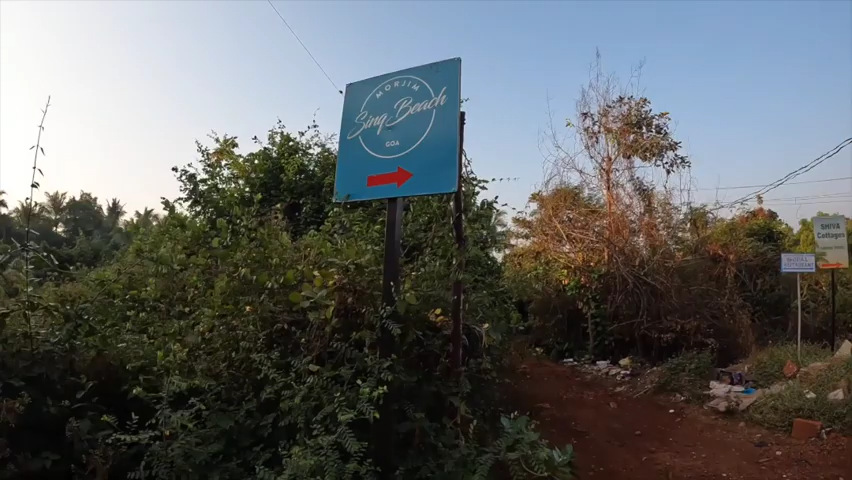 MORJIM
Sinq Beach
GOA
SHIVA
Cottages